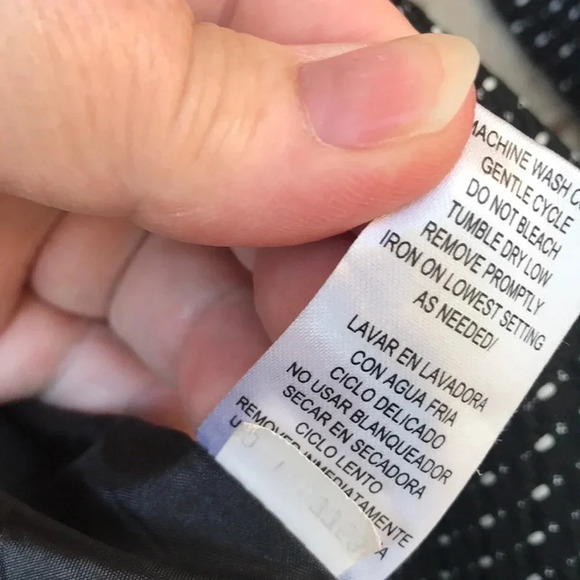 MACHINE WASH
GENTLE CYCLE
DO NOT BLEACH
TUMBLE DRY LOW
REMOVE PROMPTLY
IRON ON LOWEST SETTING
AS NEEDED/
LAVAR EN LAVADORA
CON AGUA FRIA
CICLO DELICADO
NO USAR BLANQUEADOR
SECAR EN SECADORA
CICLO LENTO
REMOVER INMEDIATAMENTE